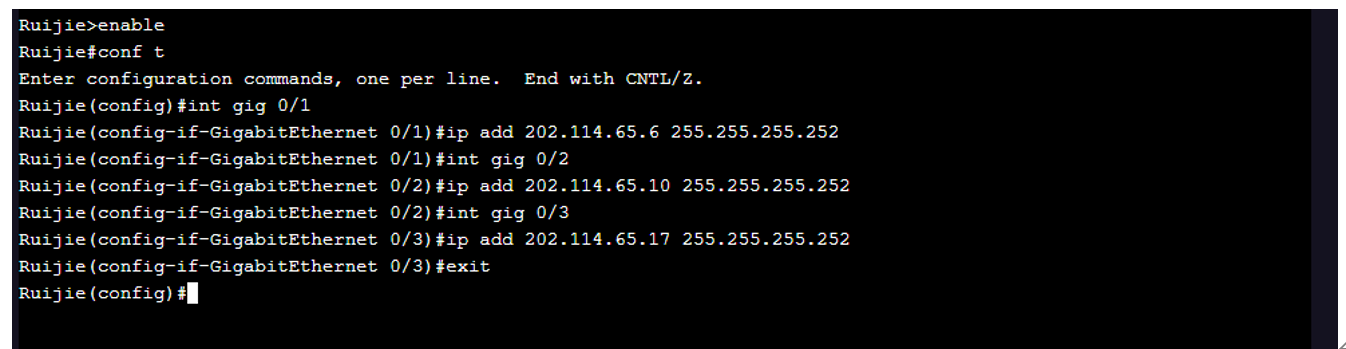 Ruijie>enable
Ruijie#conf t
Enter configuration commands, one per line.  End with CNTL/Z.
Ruijie(config)#int gig 0/1
Ruijie(config-if-GigabitEthernet 0/1)#ip add 202.114.65.6 255.255.255.252
Ruijie(config-if-GigabitEthernet 0/1)#int gig 0/2
Ruijie(config-if-GigabitEthernet 0/2)#ip add 202.114.65.10 255.255.255.252
Ruijie(config-if-GigabitEthernet 0/2)#int gig 0/3
Ruijie(config-if-GigabitEthernet 0/3)#ip add 202.114.65.17 255.255.255.252
Ruijie(config-if-GigabitEthernet 0/3)#exit
Ruijie(config)#